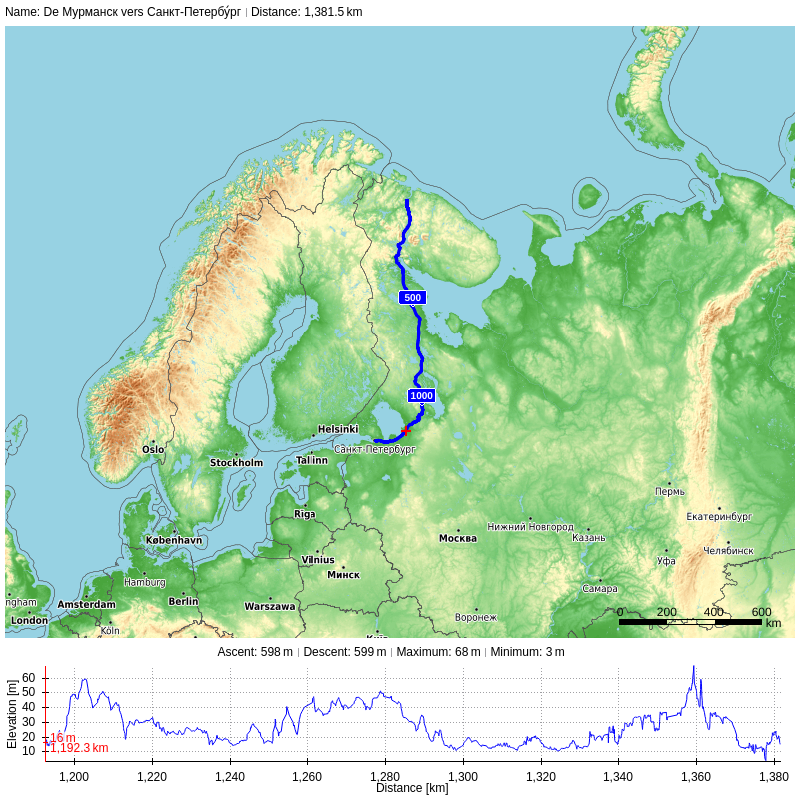 Name: De Мурманск vers Санкт-Петербу́рг | Distance: 1,381.5 km
500
1000
Helsinki
Oslo
Санкт-Петербург
Stockholm
Tallinn
Пермь
Riga
Екатеринбург
Нижний Новгород
København
Москва
Казань
Челябинск
Vilnius
Уфа
Минск
Hamburg
Самара
ngham
Amsterdam
Berlin
Warszawa
0 200 400 600
km
London
Köln
Воронеж
Ascent: 598 m | Descent: 599 m | Maximum: 68 m | Minimum: 3 m
Elevation [m]
60
50
40
30
20
10
16 m
1,192.3 km
1,200 1,220 1,240 1,260 1,280 1,300 1,320 1,340 1,360 1,380
Distance [km]